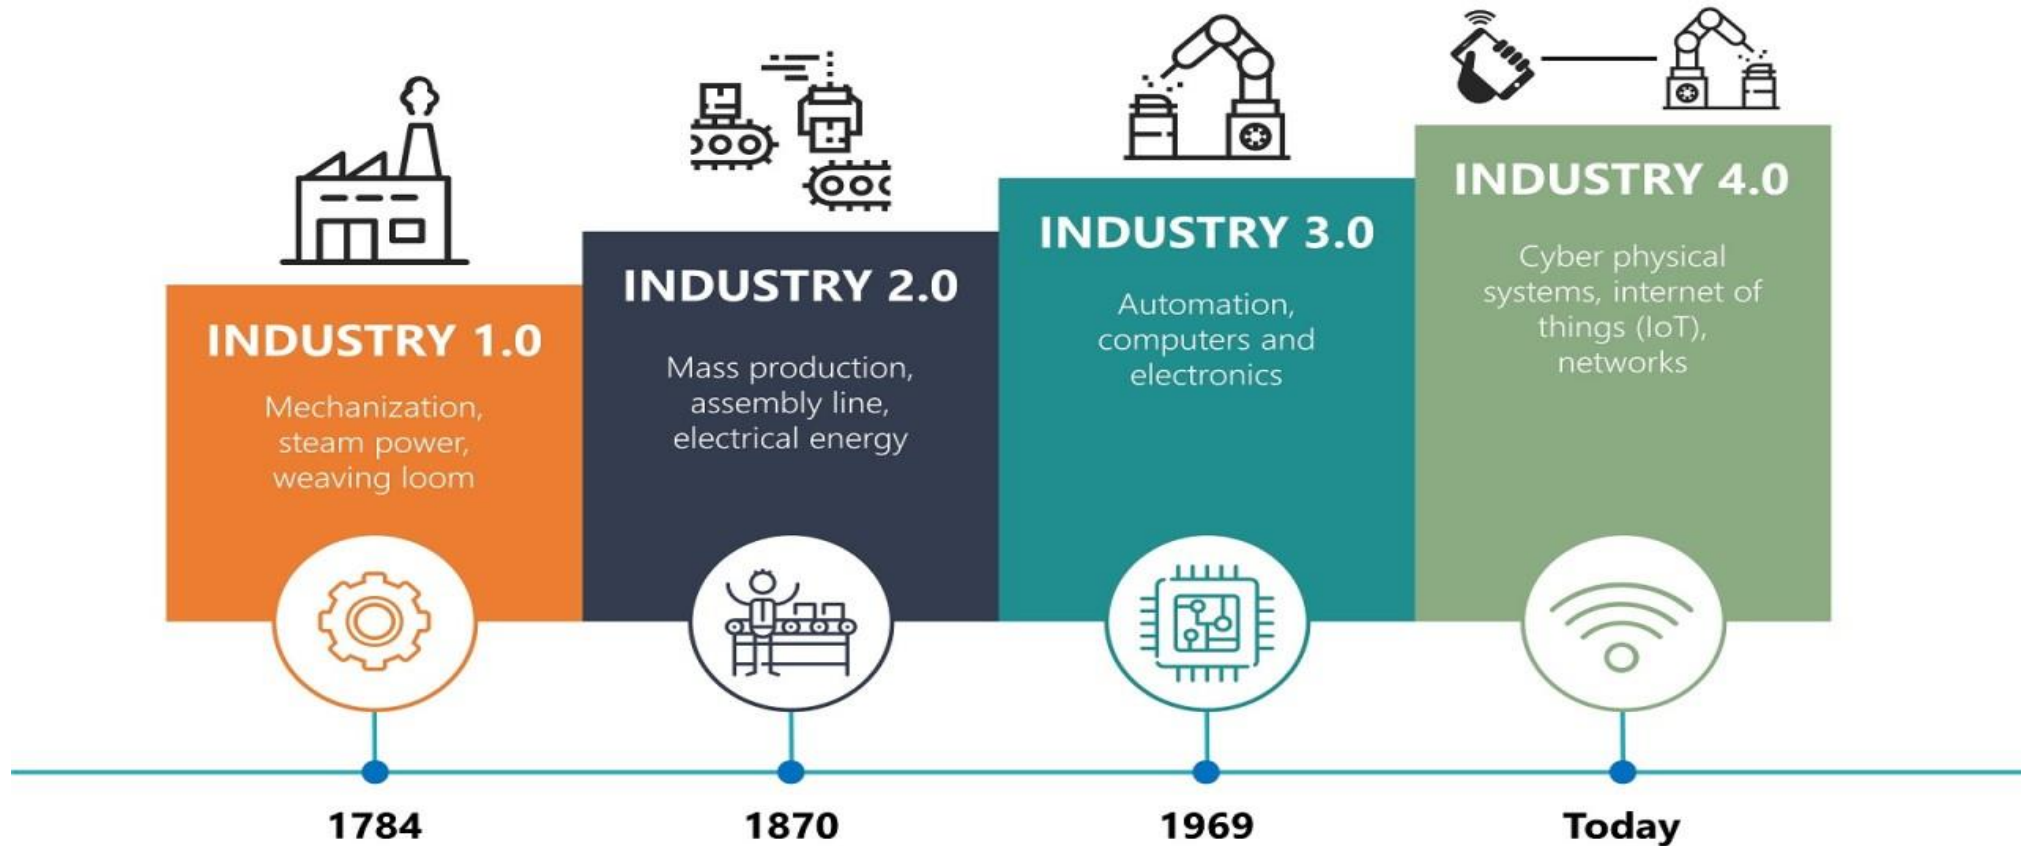 INDUSTRY 1.0
Mechanization,
steam power,
weaving loom
INDUSTRY 2.0
Mass production,
assembly line,
electrical energy
INDUSTRY 3.0
Automation,
computers and
electronics
INDUSTRY 4.0
Cyber physical
systems, internet of
things (IoT),
networks
1784
1870
1969
Today